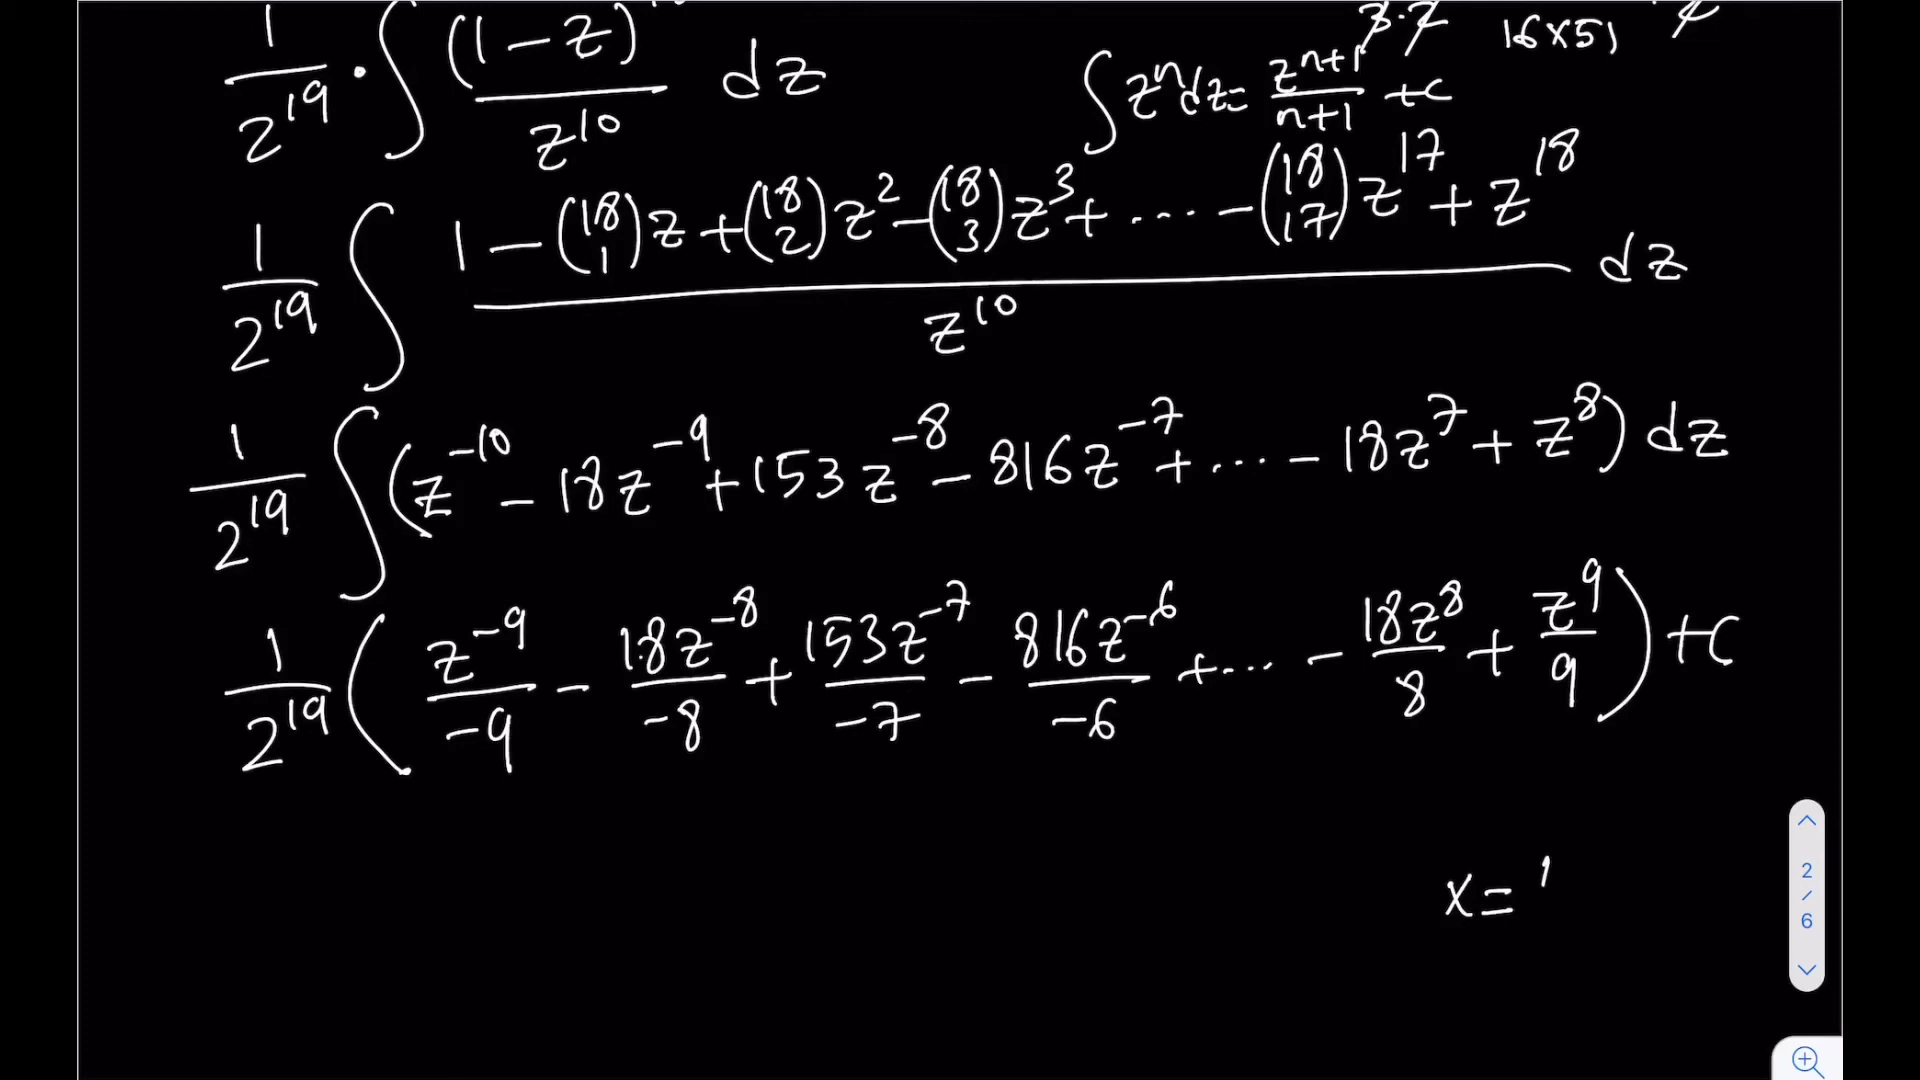 1/2^19 · ∫ (1 − z) / z^10 dz
3·2 16×51
∫ z^n dz = z^(n+1)/(n+1) + c
1/2^19 ∫ (1 − (18 1)z + (18 2)z^2 − (18 3)z^3 + .... − (18 17)z^17 + z^18) / z^10 dz
1/2^19 ∫ (z^−10 − 18z^−9 + 153z^−8 − 816z^−7 + .... − 18z^7 + z^8) dz
1/2^19 (z^−9/−9 − 18z^−8/−8 + 153z^−7/−7 − 816z^−6/−6 + ... − 18z^8/8 + z^9/9) + C
x =
2
/
6